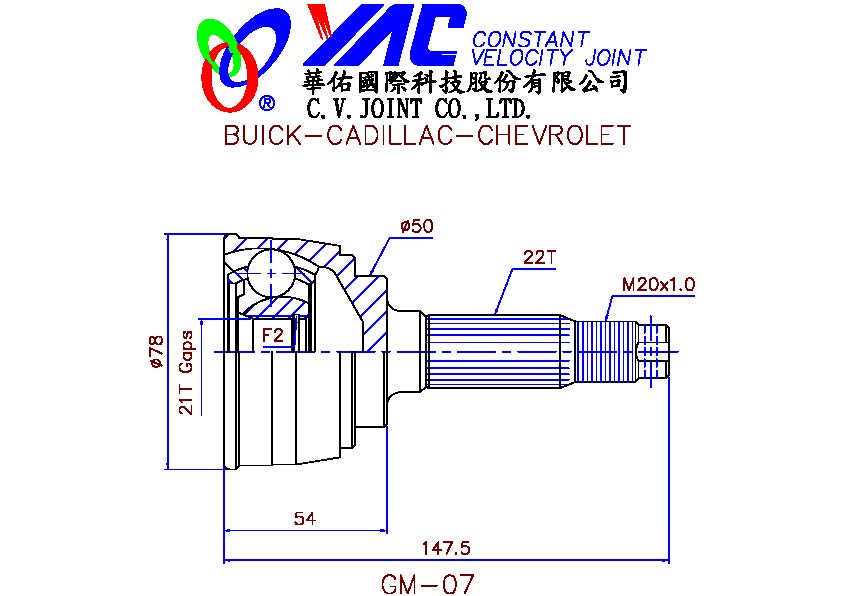 YAC CONSTANT
VELOCITY JOINT
華佑國際科技股份有限公司
®
C.V.JOINT CO.,LTD.
BUICK-CADILLAC-CHEVROLET
ø50
22T
M20x1.0
F2
ø78
21T Gaps
54
147.5
GM-07